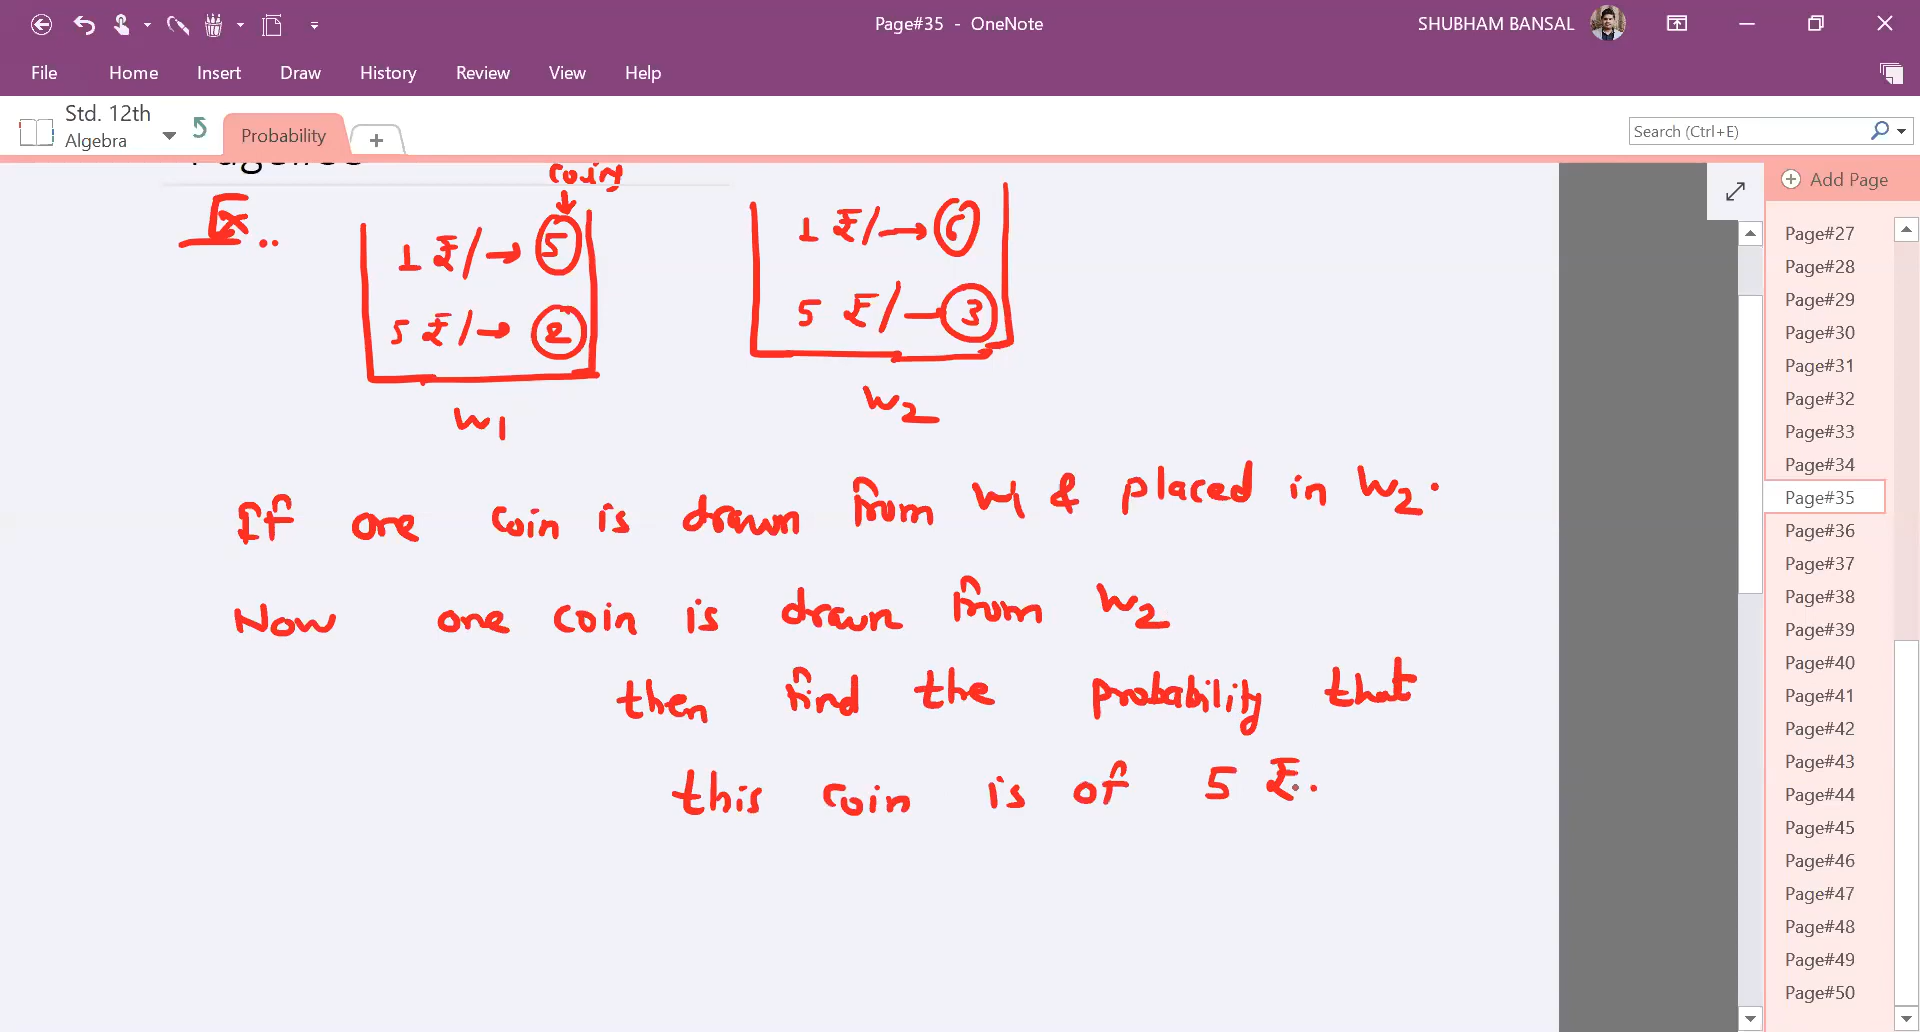 Page#35 - OneNote
SHUBHAM BANSAL
File Home Insert Draw History Review View Help
Std. 12th
Algebra
Probability
Search (Ctrl+E)
Add Page
Ex..
coins
1 ₹/→ 5
5 ₹/→ 2
W1
1 ₹/→ 6
5 ₹/— 3
W2
If one coin is drawn from W1 & placed in W2.
Now one coin is drawn from W2
then find the probability that
this coin is of 5 ₹.
Page#27
Page#28
Page#29
Page#30
Page#31
Page#32
Page#33
Page#34
Page#35
Page#36
Page#37
Page#38
Page#39
Page#40
Page#41
Page#42
Page#43
Page#44
Page#45
Page#46
Page#47
Page#48
Page#49
Page#50